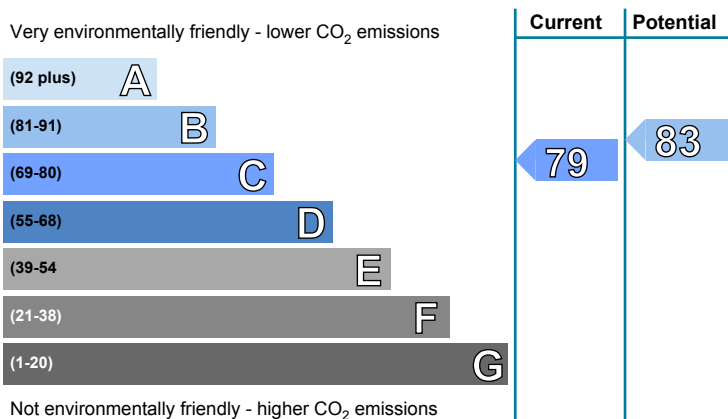 Very environmentally friendly - lower CO2 emissions
Current
Potential
(92 plus) A
(81-91) B
(69-80) C
(55-68) D
(39-54 E
(21-38) F
(1-20) G
79
83
Not environmentally friendly - higher CO2 emissions